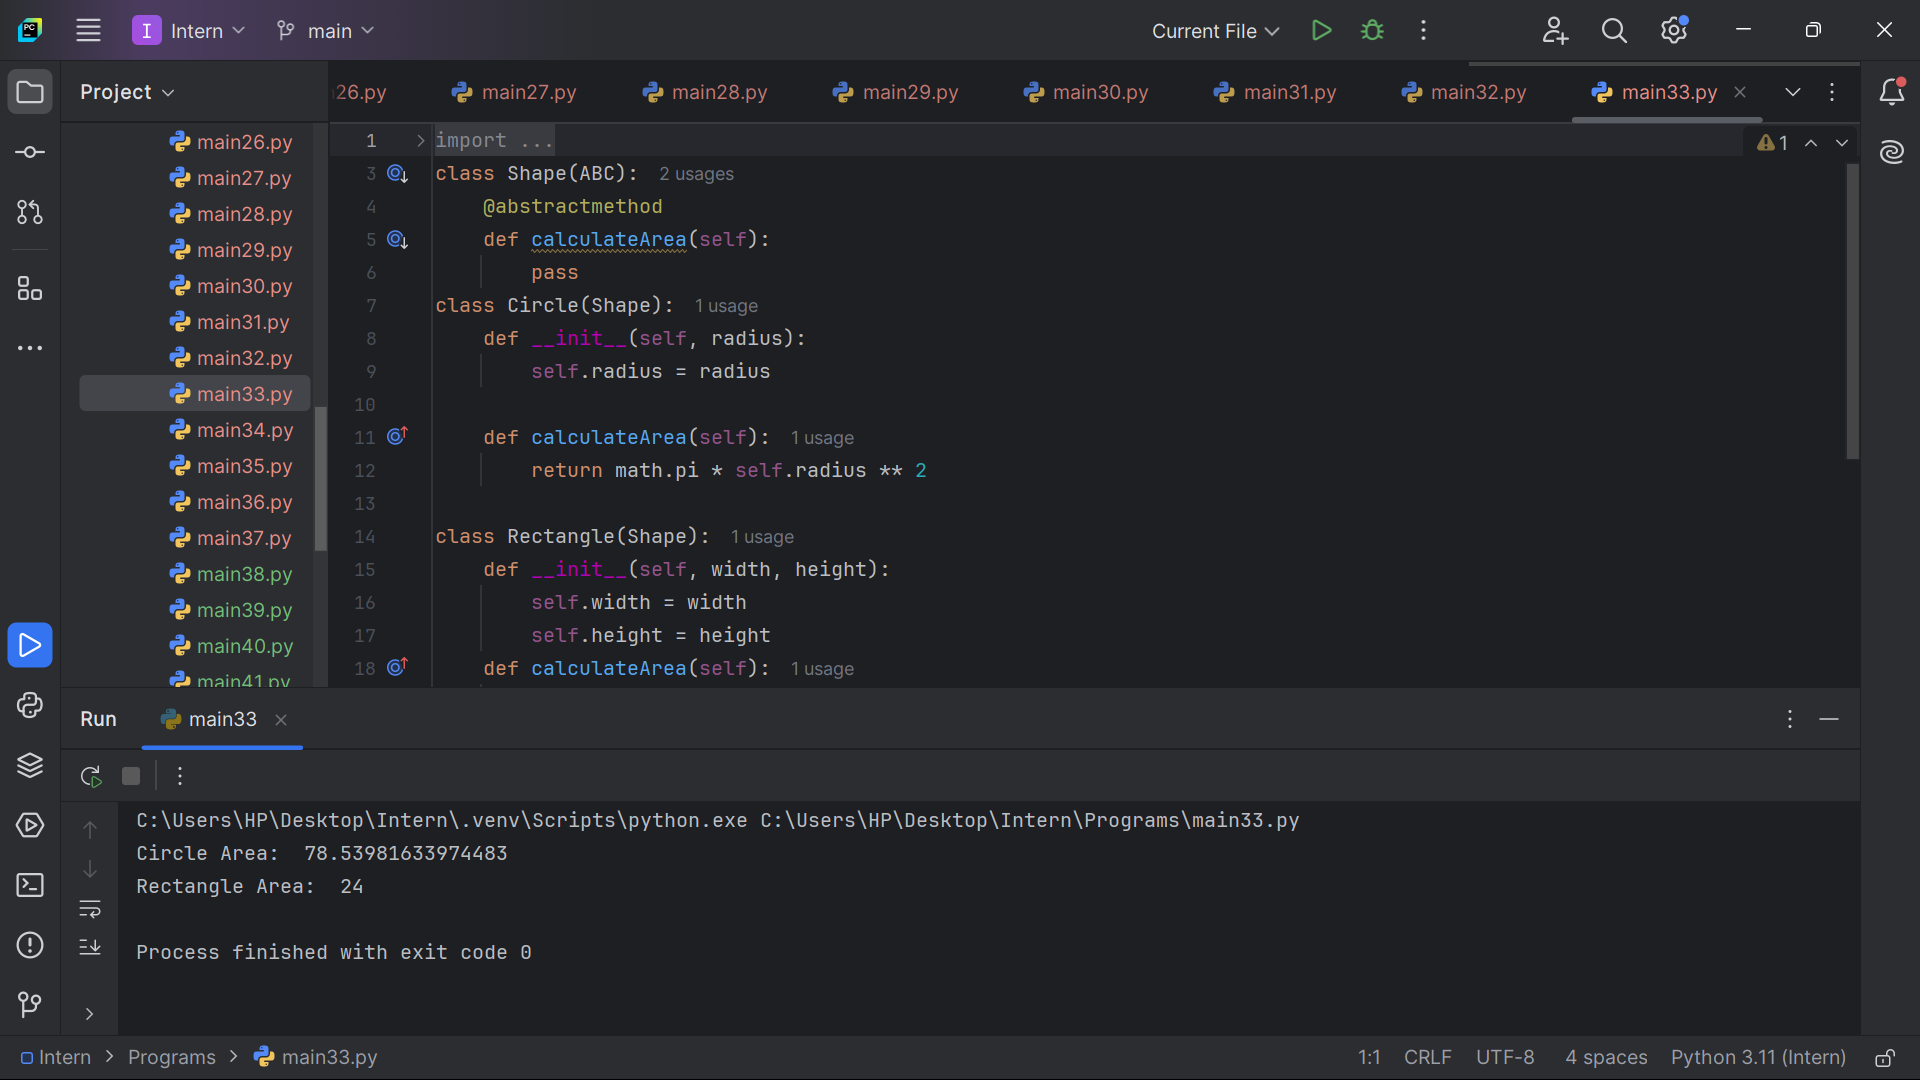 PC
I Intern main Current File
Project
26.py main27.py main28.py main29.py main30.py main31.py main32.py main33.py
main26.py
main27.py
main28.py
main29.py
main30.py
main31.py
main32.py
main33.py
main34.py
main35.py
main36.py
main37.py
main38.py
main39.py
main40.py
main41.py
1 import ... 1
3 class Shape(ABC): 2 usages
4 @abstractmethod
5 def calculateArea(self):
6 pass
7 class Circle(Shape): 1 usage
8 def __init__(self, radius):
9 self.radius = radius
10
11 def calculateArea(self): 1 usage
12 return math.pi * self.radius ** 2
13
14 class Rectangle(Shape): 1 usage
15 def __init__(self, width, height):
16 self.width = width
17 self.height = height
18 def calculateArea(self): 1 usage
Run main33
C:\Users\HP\Desktop\Intern\.venv\Scripts\python.exe C:\Users\HP\Desktop\Intern\Programs\main33.py
Circle Area:  78.53981633974483
Rectangle Area:  24
Process finished with exit code 0
Intern > Programs > main33.py 1:1 CRLF UTF-8 4 spaces Python 3.11 (Intern)